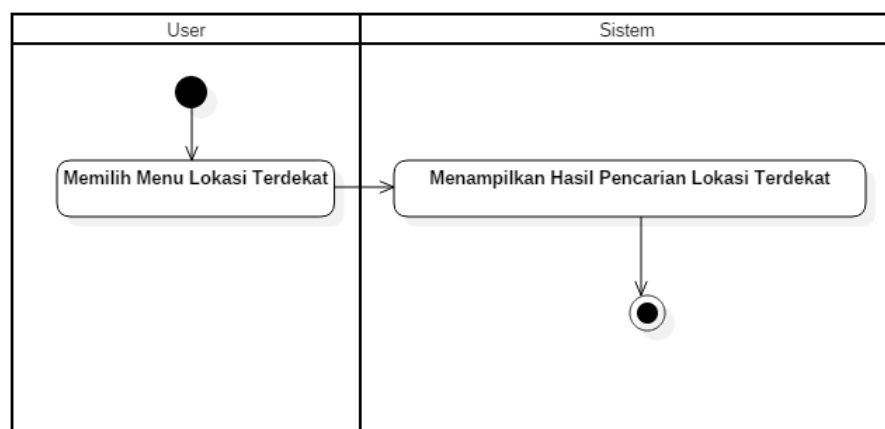 User
Sistem
Memilih Menu Lokasi Terdekat
Menampilkan Hasil Pencarian Lokasi Terdekat